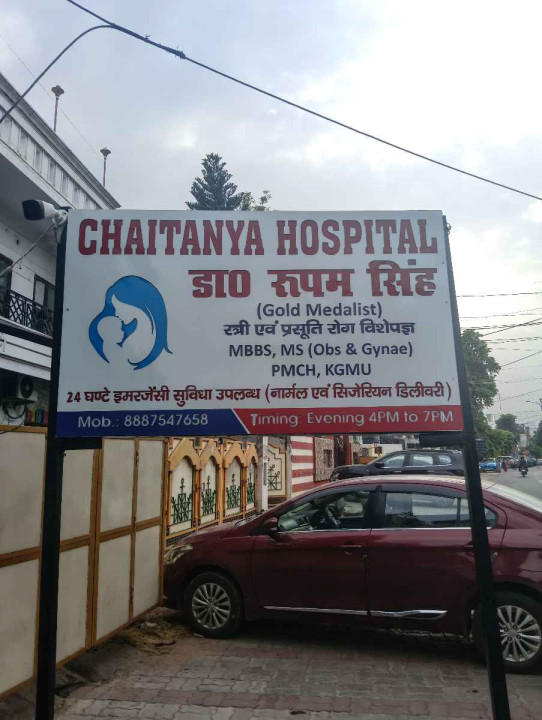 CHAITANYA HOSPITAL
डा0 रूपम सिंह
(Gold Medalist)
स्त्री एवं प्रसूति रोग विशेषज्ञ
MBBS, MS (Obs & Gynae)
PMCH, KGMU
24 घण्टे इमरजेंसी सुविधा उपलब्ध (नार्मल एवं सिजेरियन डिलीवरी)
Mob.: 8887547658 Timing: Evening 4PM to 7PM